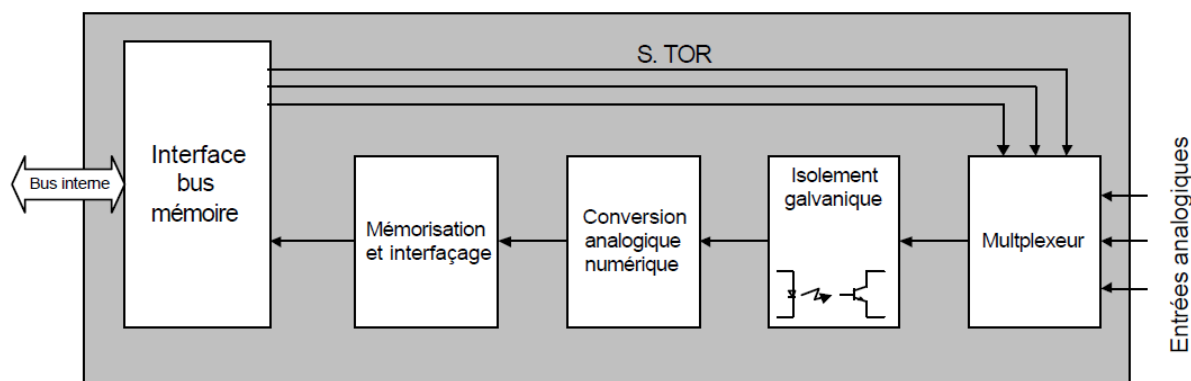 S. TOR
Bus interne
Interface
bus
mémoire
Mémorisation
et interfaçage
Conversion
analogique
numérique
Isolement
galvanique
Multplexeur
Entrées analogiques